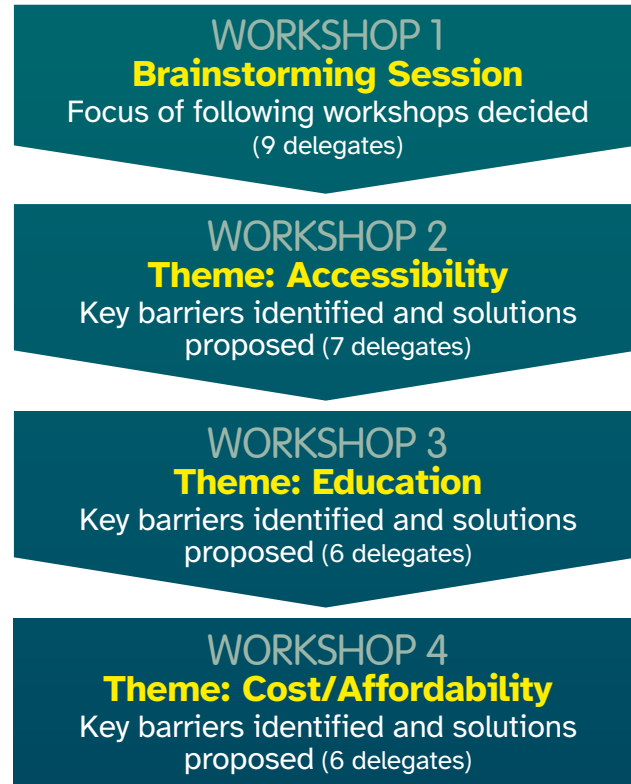 WORKSHOP 1
Brainstorming Session
Focus of following workshops decided
(9 delegates)
WORKSHOP 2
Theme: Accessibility
Key barriers identified and solutions
proposed (7 delegates)
WORKSHOP 3
Theme: Education
Key barriers identified and solutions
proposed (6 delegates)
WORKSHOP 4
Theme: Cost/Affordability
Key barriers identified and solutions
proposed (6 delegates)